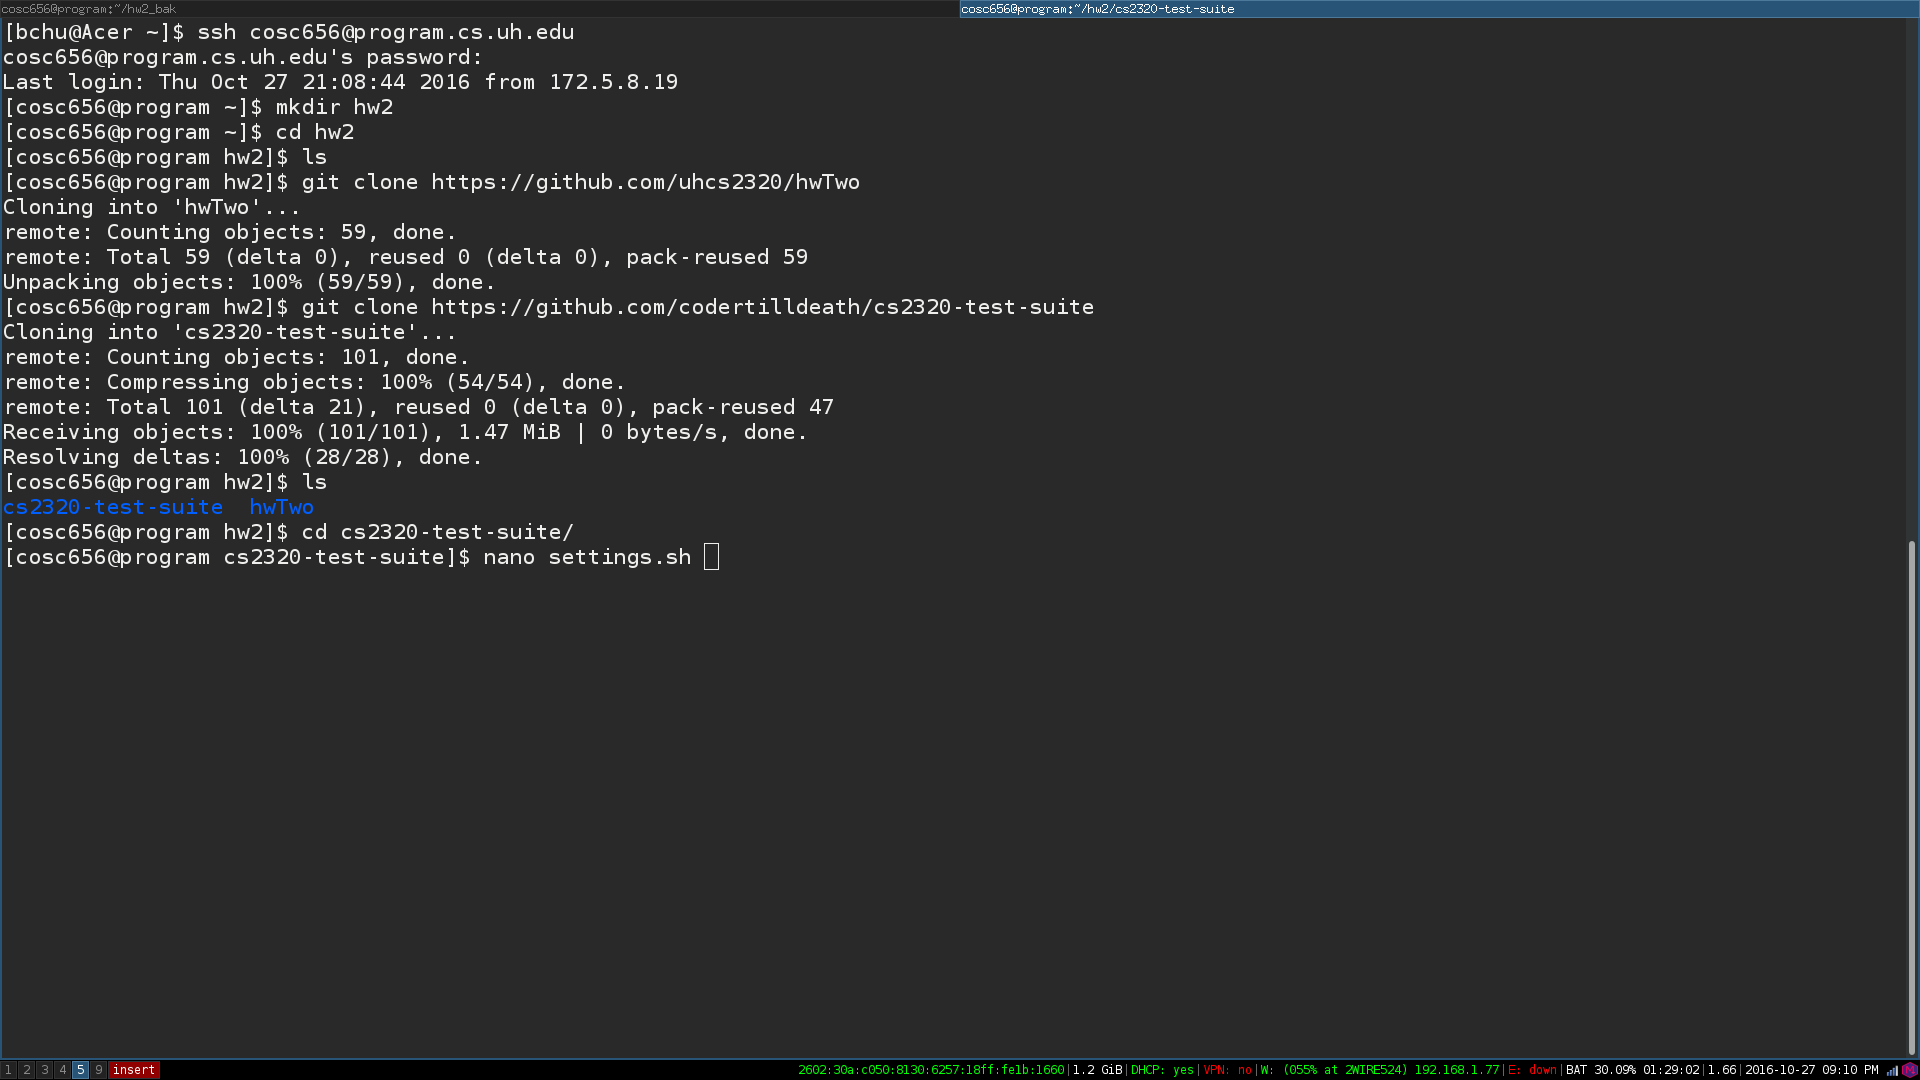 cosc656@program:~/hw2_bak
cosc656@program:~/hw2/cs2320-test-suite
[bchu@Acer ~]$ ssh cosc656@program.cs.uh.edu
cosc656@program.cs.uh.edu's password:
Last login: Thu Oct 27 21:08:44 2016 from 172.5.8.19
[cosc656@program ~]$ mkdir hw2
[cosc656@program ~]$ cd hw2
[cosc656@program hw2]$ ls
[cosc656@program hw2]$ git clone https://github.com/uhcs2320/hwTwo
Cloning into 'hwTwo'...
remote: Counting objects: 59, done.
remote: Total 59 (delta 0), reused 0 (delta 0), pack-reused 59
Unpacking objects: 100% (59/59), done.
[cosc656@program hw2]$ git clone https://github.com/codertilldeath/cs2320-test-suite
Cloning into 'cs2320-test-suite'...
remote: Counting objects: 101, done.
remote: Compressing objects: 100% (54/54), done.
remote: Total 101 (delta 21), reused 0 (delta 0), pack-reused 47
Receiving objects: 100% (101/101), 1.47 MiB | 0 bytes/s, done.
Resolving deltas: 100% (28/28), done.
[cosc656@program hw2]$ ls
cs2320-test-suite  hwTwo
[cosc656@program hw2]$ cd cs2320-test-suite/
[cosc656@program cs2320-test-suite]$ nano settings.sh
1 2 3 4 5 9 insert
2602:30a:c050:8130:6257:18ff:fe1b:1660|1.2 GiB|DHCP: yes|VPN: no|W: (055% at 2WIRE524) 192.168.1.77|E: down|BAT 30.09% 01:29:02|1.66|2016-10-27 09:10 PM